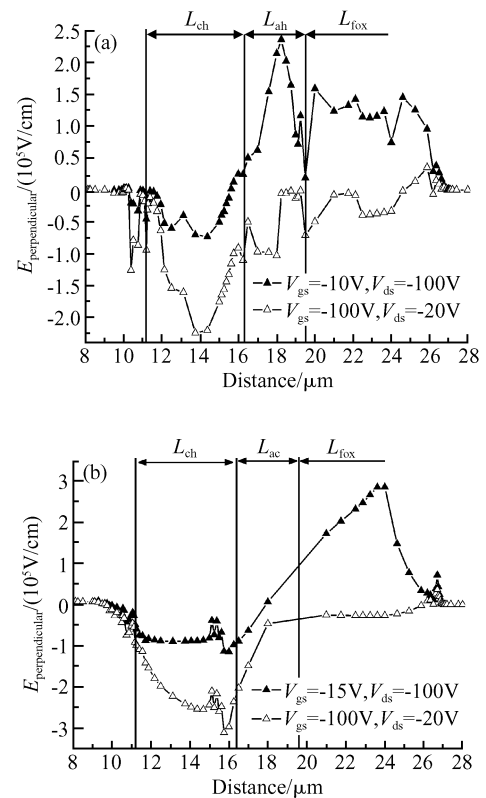 L_ch L_ah L_fox
(a)
2.5
2.0
1.5
1.0
0.5
0
-0.5
-1.0
-1.5
-2.0
E_perpendicular/(10⁵V/cm)
V_gs=-10V,V_ds=-100V
V_gs=-100V,V_ds=-20V
8 10 12 14 16 18 20 22 24 26 28
Distance/μm
L_ch L_ac L_fox
(b)
3
2
1
0
-1
-2
-3
E_perpendicular/(10⁵V/cm)
V_gs=-15V,V_ds=-100V
V_gs=-100V,V_ds=-20V
8 10 12 14 16 18 20 22 24 26 28
Distance/μm